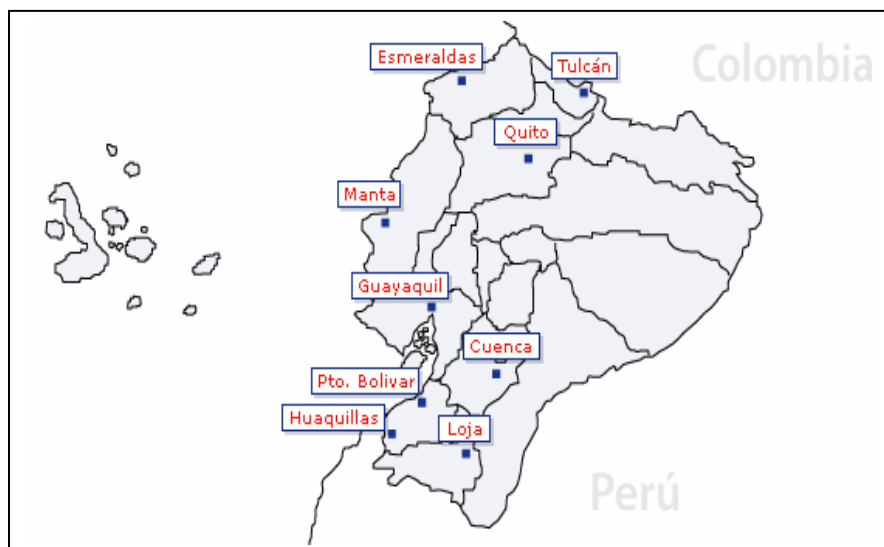 Esmeraldas
Tulcán
Colombia
Quito
Manta
Guayaquil
Cuenca
Pto. Bolivar
Huaquillas
Loja
Perú